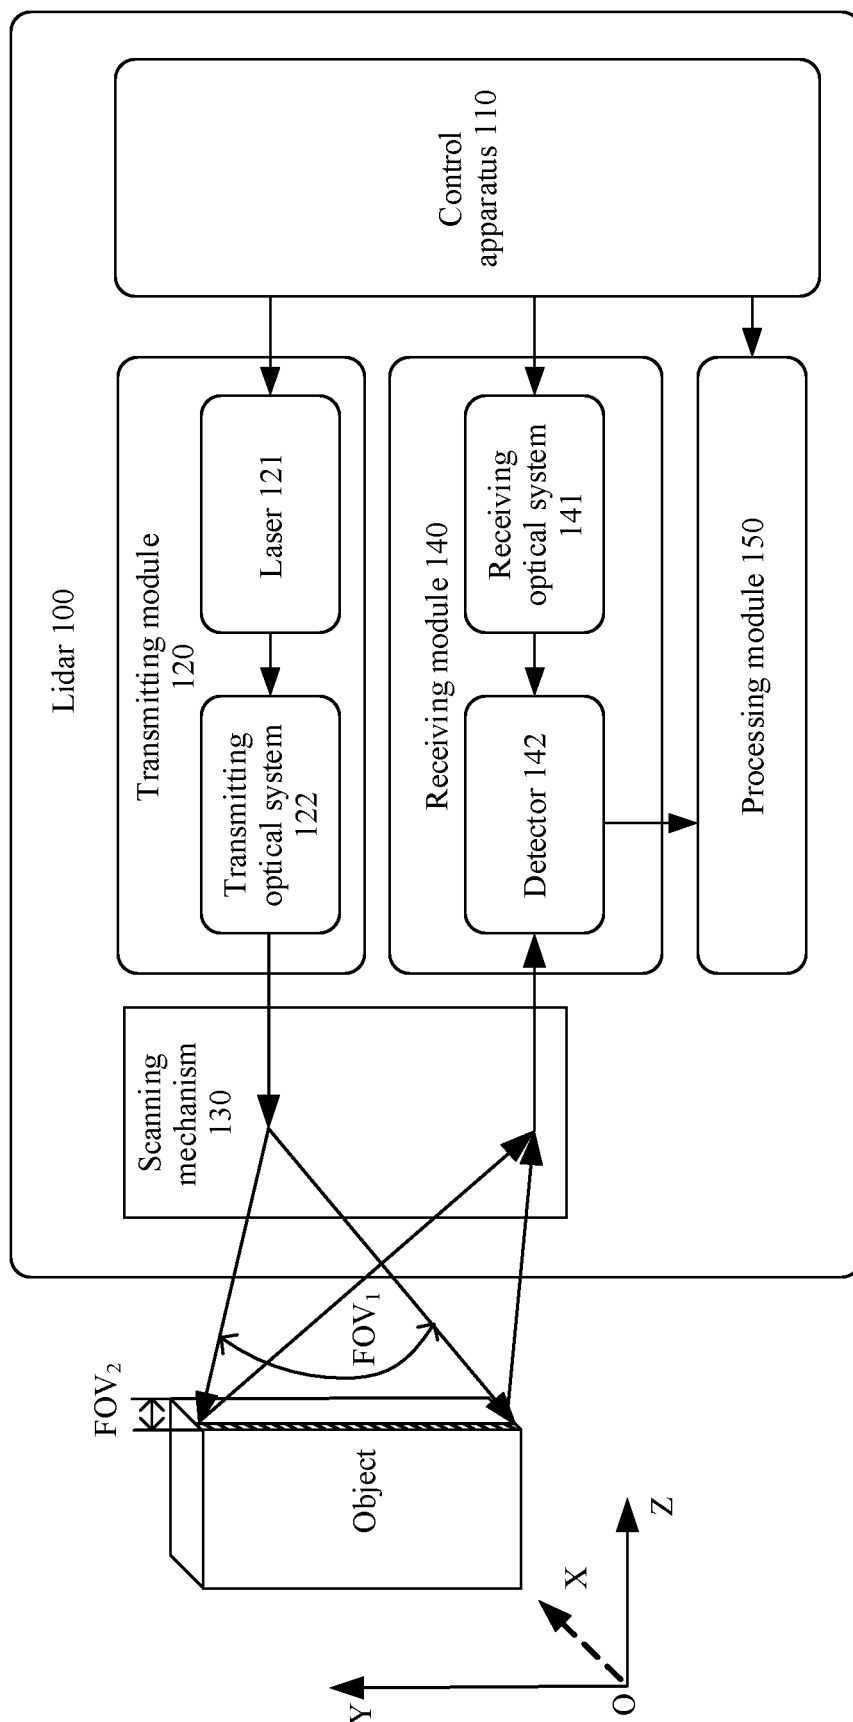 Lidar 100
Transmitting module
120
Laser 121
Transmitting
optical system
122
Control
apparatus 110
Scanning
mechanism
130
Receiving module 140
Receiving
optical system
141
Detector 142
Processing module 150
FOV₁
FOV₂
Object
Y
X
Z
O